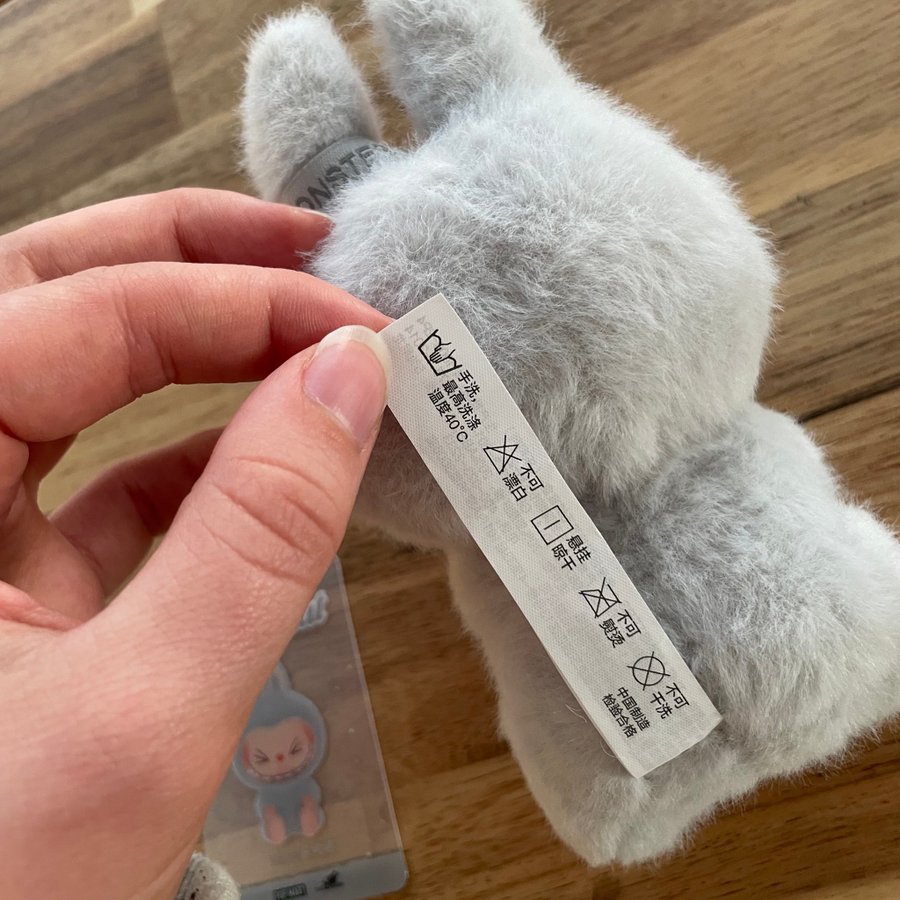 ONSTE
手洗,
最高洗涤
温度40°C
不可
漂白
悬挂
晾干
不可
熨烫
不可
干洗
中国制造
检验合格